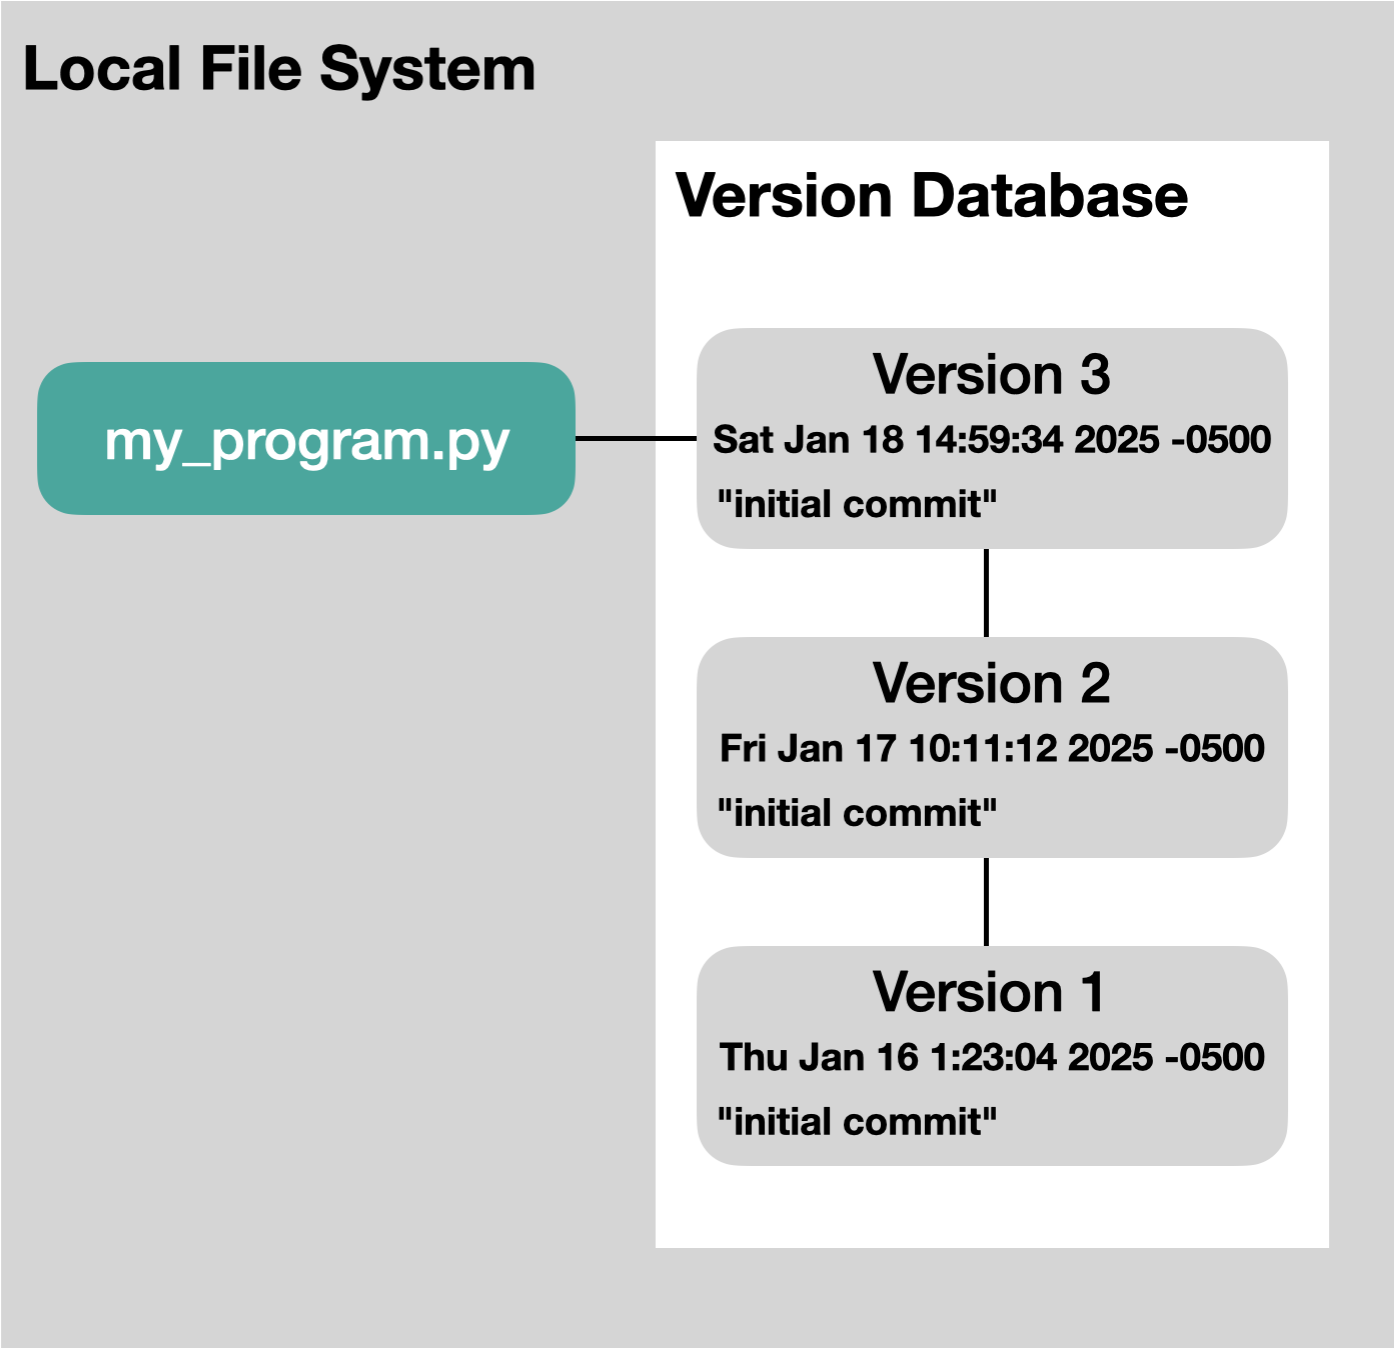 Local File System
Version Database
my_program.py
Version 3
Sat Jan 18 14:59:34 2025 -0500
"initial commit"
Version 2
Fri Jan 17 10:11:12 2025 -0500
"initial commit"
Version 1
Thu Jan 16 1:23:04 2025 -0500
"initial commit"